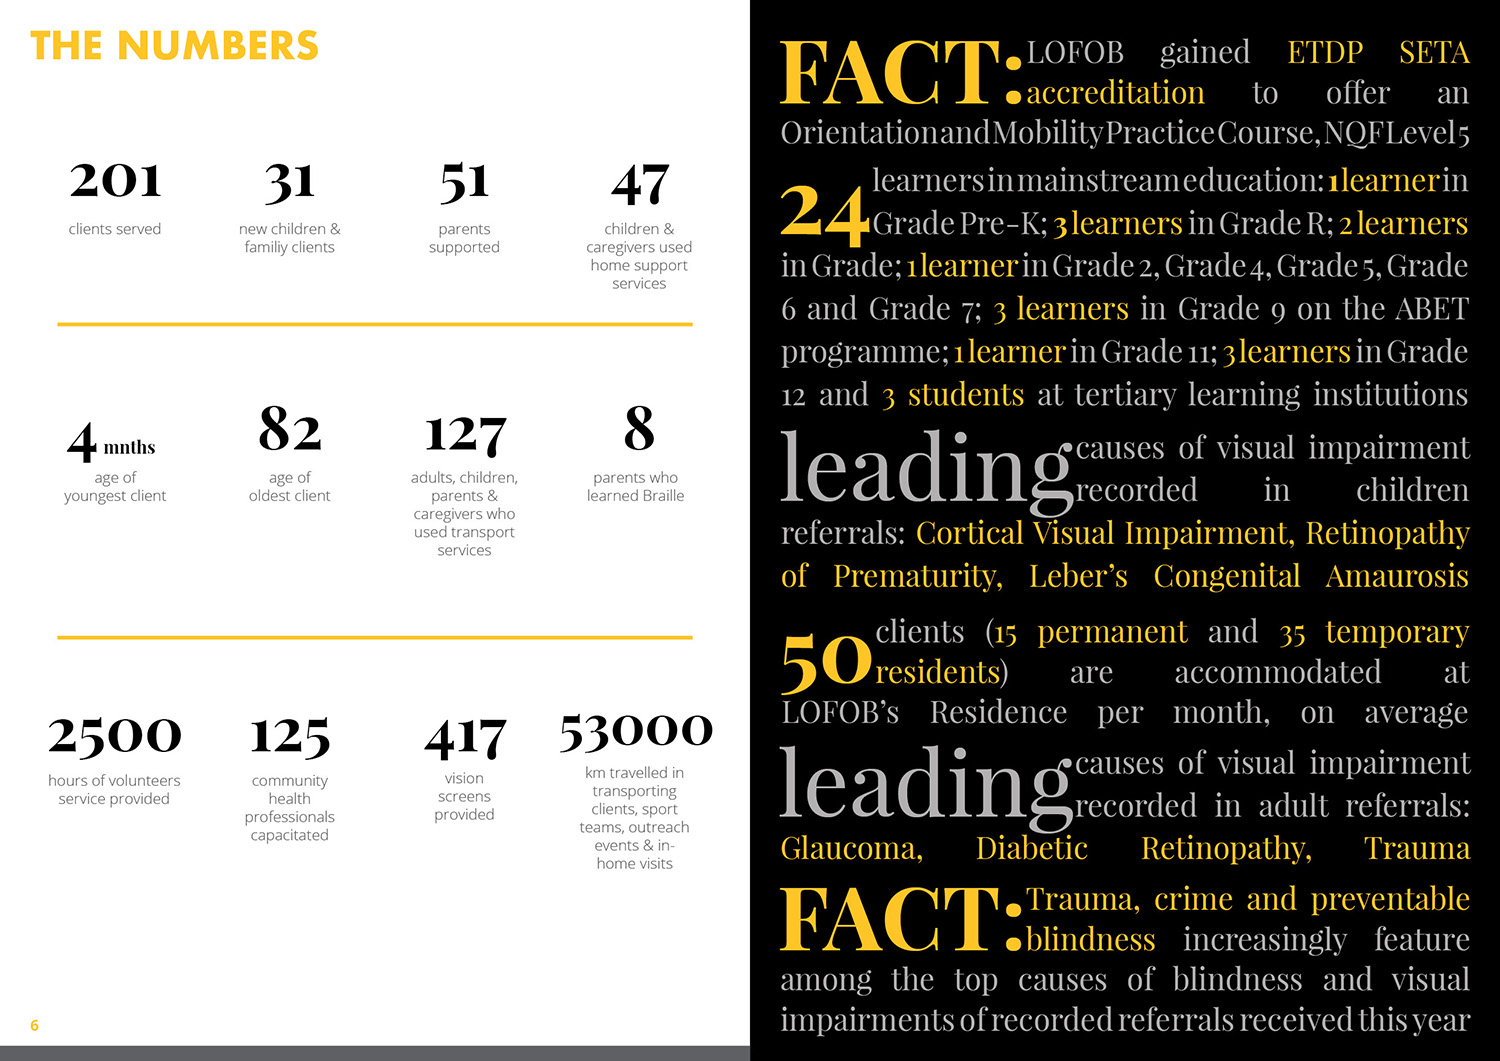 THE NUMBERS
201
clients served
31
new children &
familiy clients
51
parents
supported
47
children &
caregivers used
home support
services
4 mnths
age of
youngest client
82
age of
oldest client
127
adults, children,
parents &
caregivers who
used transport
services
8
parents who
learned Braille
2500
hours of volunteers
service provided
125
community
health
professionals
capacitated
417
vision
screens
provided
53000
km travelled in
transporting
clients, sport
teams, outreach
events & in-
home visits
6
FACT: LOFOB gained ETDP SETA
accreditation to offer an
Orientation and Mobility Practice Course, NQF Level 5
24 learners in mainstream education: 1 learner in
Grade Pre-K; 3 learners in Grade R; 2 learners
in Grade; 1 learner in Grade 2, Grade 4, Grade 5, Grade
6 and Grade 7; 3 learners in Grade 9 on the ABET
programme; 1 learner in Grade 11; 3 learners in Grade
12 and 3 students at tertiary learning institutions
leading causes of visual impairment
recorded in children
referrals: Cortical Visual Impairment, Retinopathy
of Prematurity, Leber’s Congenital Amaurosis
50 clients (15 permanent and 35 temporary
residents) are accommodated at
LOFOB’s Residence per month, on average
leading causes of visual impairment
recorded in adult referrals:
Glaucoma, Diabetic Retinopathy, Trauma
FACT: Trauma, crime and preventable
blindness increasingly feature
among the top causes of blindness and visual
impairments of recorded referrals received this year